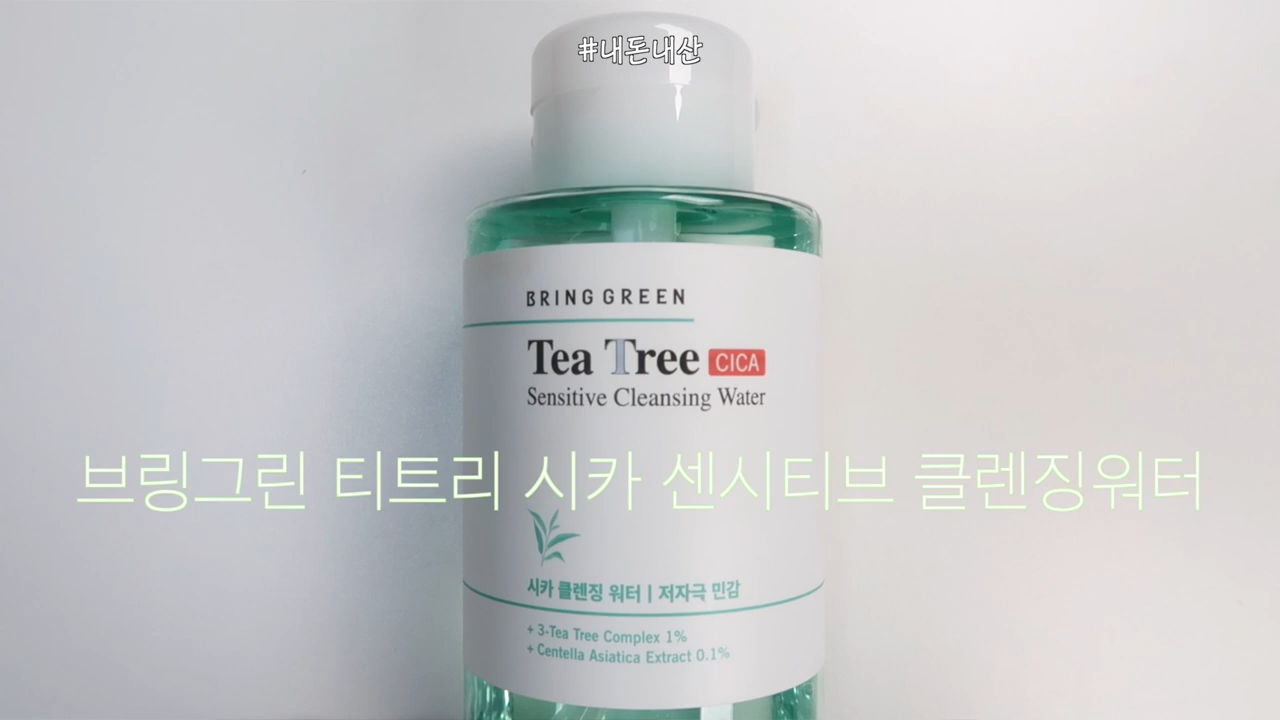 #내돈내산
BRING GREEN
Tea Tree CICA
Sensitive Cleansing Water
브링그린 티트리 시카 센시티브 클렌징워터
시카 클렌징 워터 | 저자극 민감
+ 3-Tea Tree Complex 1%
+ Centella Asiatica Extract 0.1%